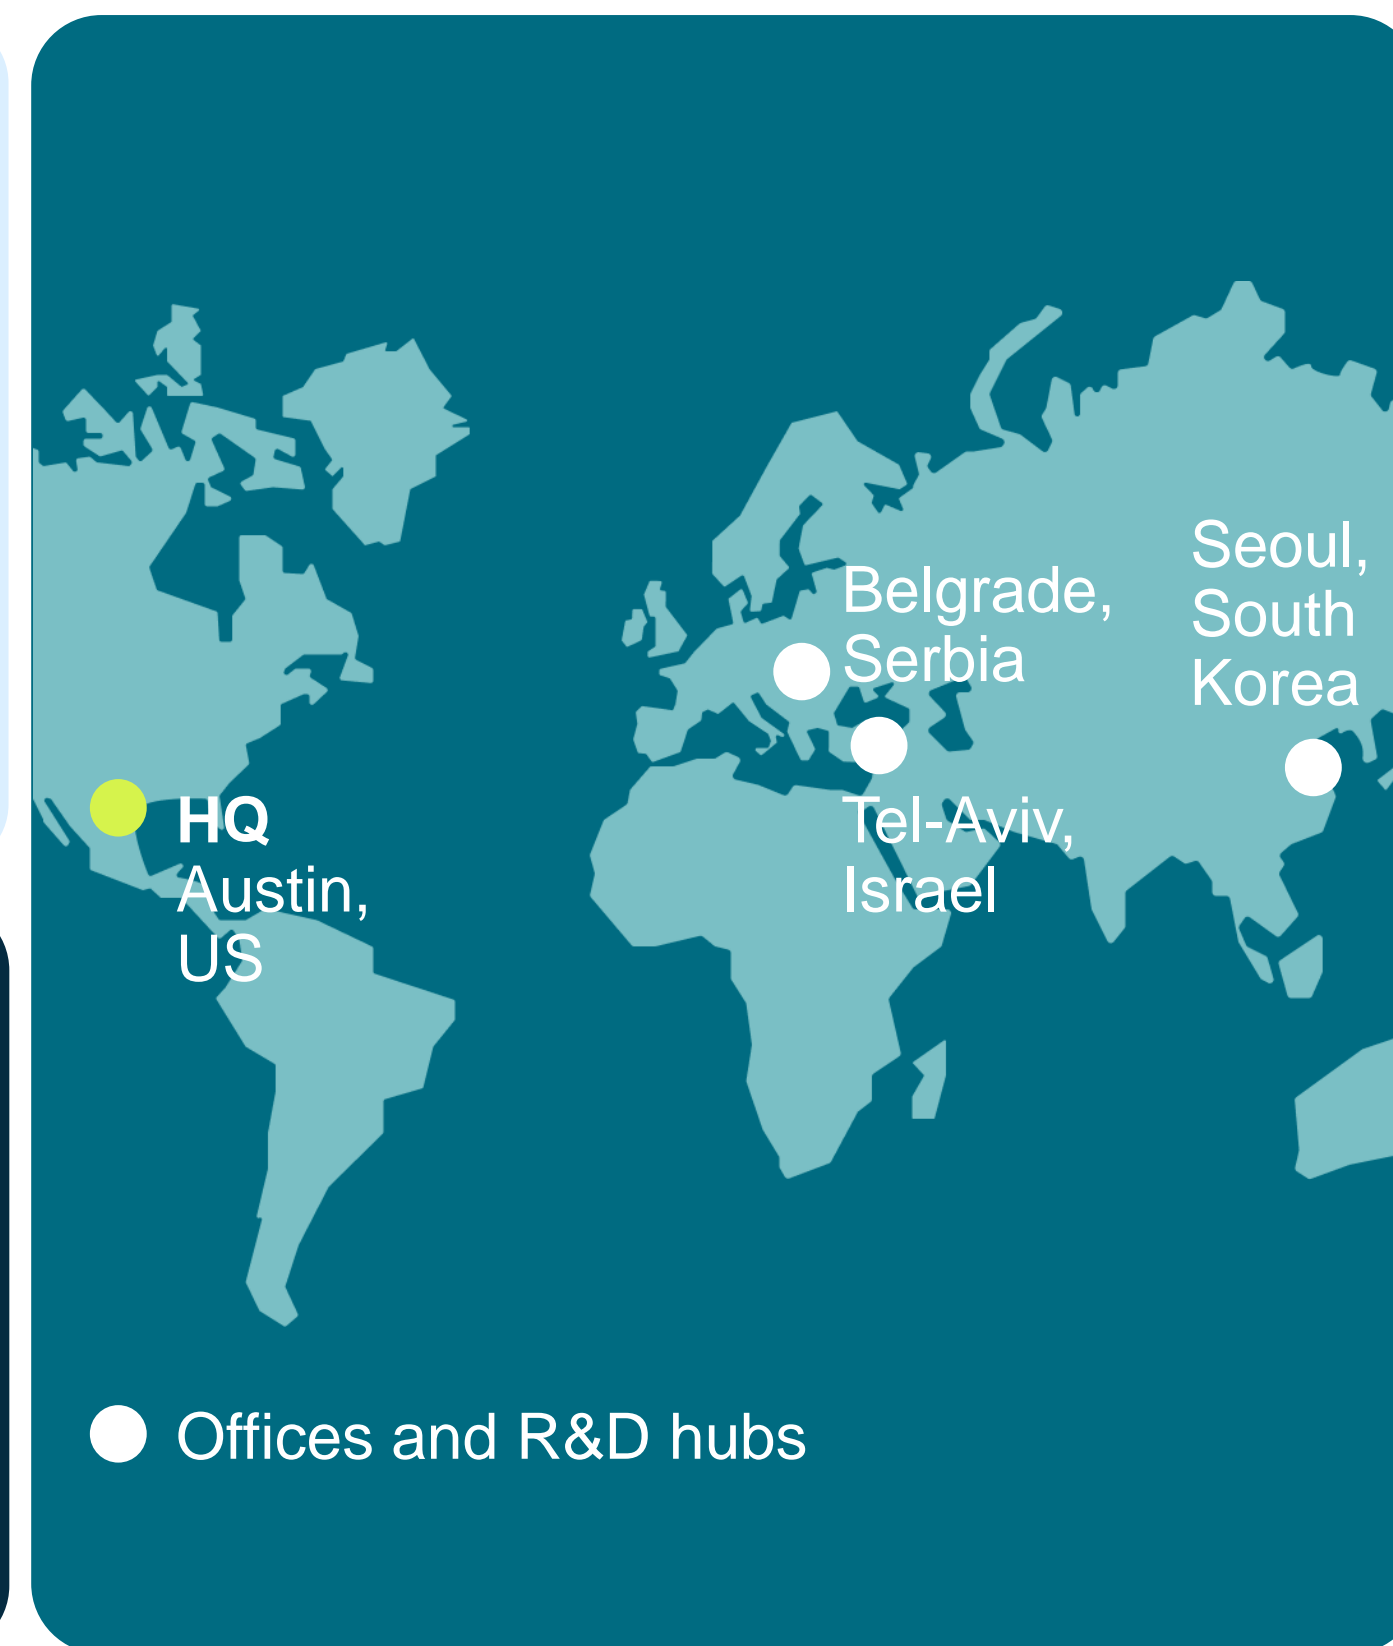 Seoul,
South
Korea
Belgrade,
Serbia
HQ
Austin,
US
Tel-Aviv,
Israel
Offices and R&D hubs